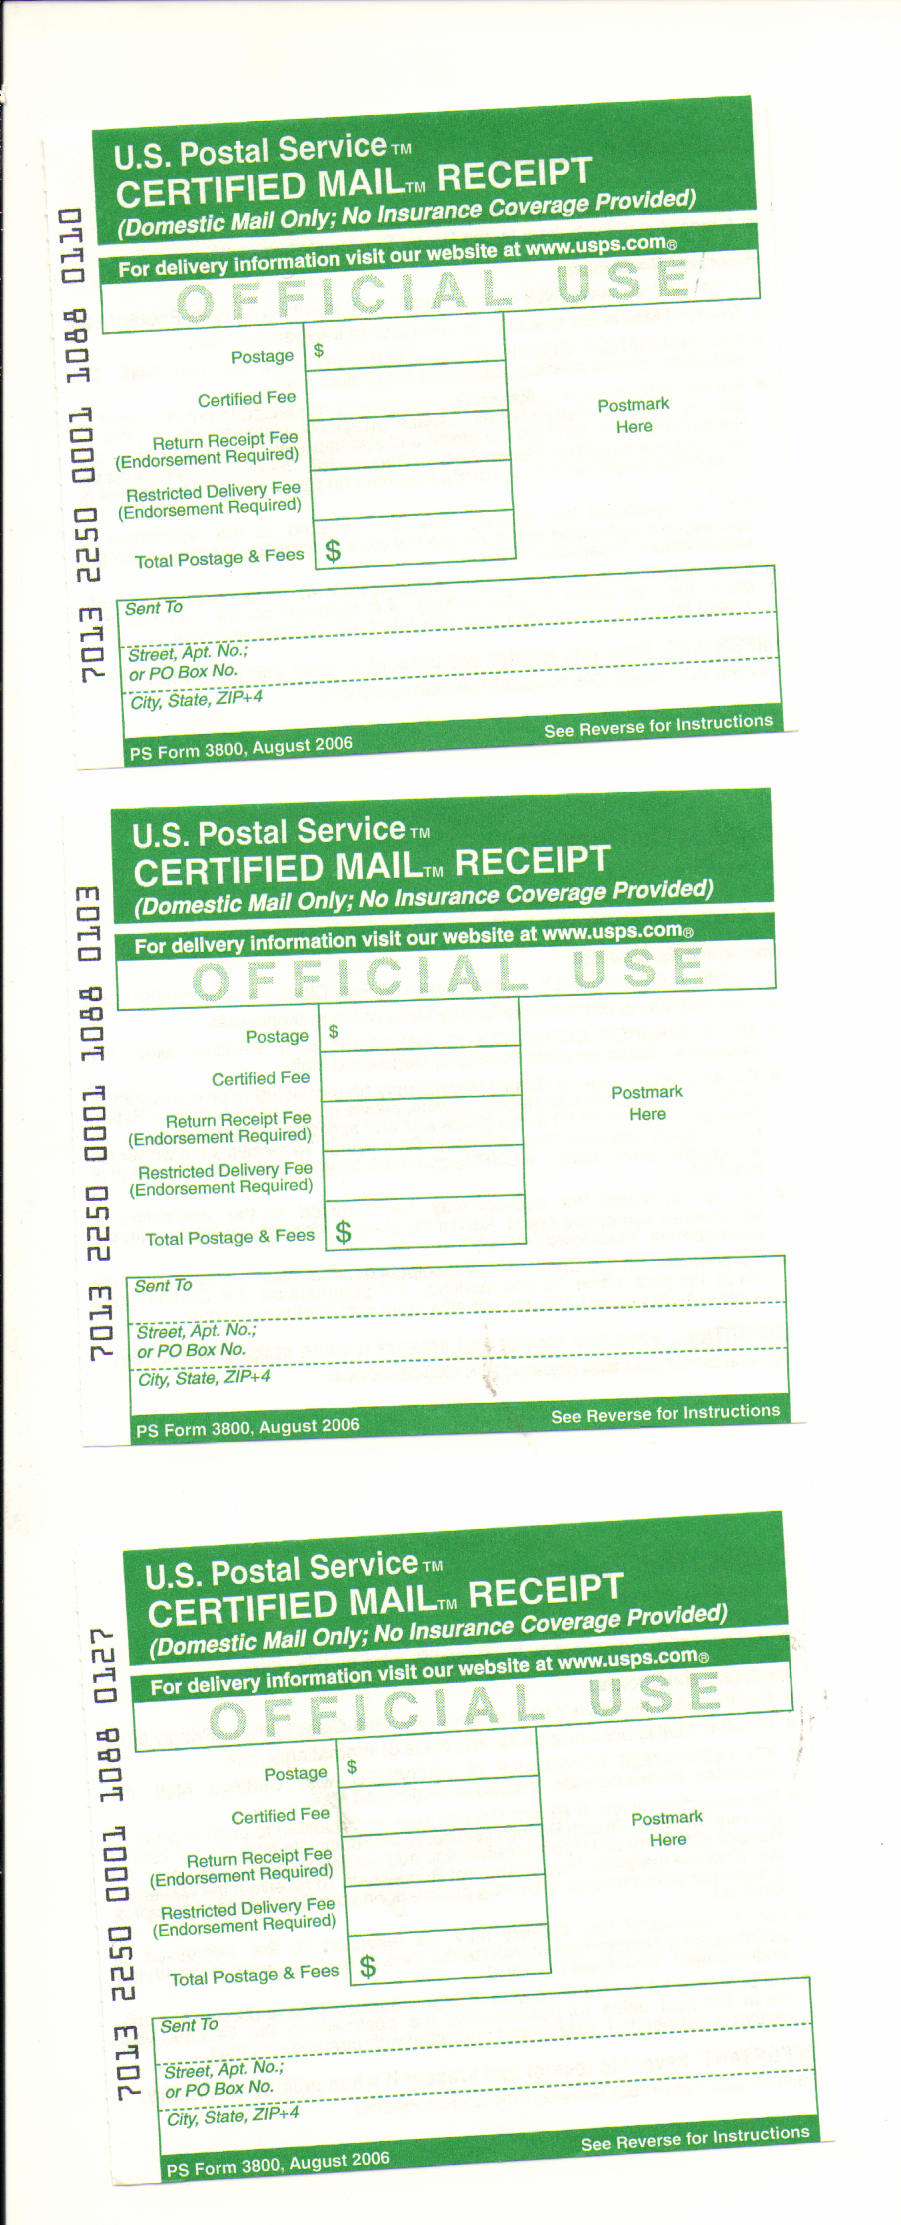 7013 2250 0001 1088 0110
U.S. Postal Service™
CERTIFIED MAIL™ RECEIPT
(Domestic Mail Only; No Insurance Coverage Provided)
For delivery information visit our website at www.usps.com®
OFFICIAL USE
Postage $
Certified Fee
Postmark
Here
Return Receipt Fee
(Endorsement Required)
Restricted Delivery Fee
(Endorsement Required)
Total Postage & Fees $
Sent To
Street, Apt. No.;
or PO Box No.
City, State, ZIP+4
PS Form 3800, August 2006 See Reverse for Instructions
7013 2250 0001 1088 0103
U.S. Postal Service™
CERTIFIED MAIL™ RECEIPT
(Domestic Mail Only; No Insurance Coverage Provided)
For delivery information visit our website at www.usps.com®
OFFICIAL USE
Postage $
Certified Fee
Postmark
Here
Return Receipt Fee
(Endorsement Required)
Restricted Delivery Fee
(Endorsement Required)
Total Postage & Fees $
Sent To
Street, Apt. No.;
or PO Box No.
City, State, ZIP+4
PS Form 3800, August 2006 See Reverse for Instructions
7013 2250 0001 1088 0127
U.S. Postal Service™
CERTIFIED MAIL™ RECEIPT
(Domestic Mail Only; No Insurance Coverage Provided)
For delivery information visit our website at www.usps.com®
OFFICIAL USE
Postage $
Certified Fee
Postmark
Here
Return Receipt Fee
(Endorsement Required)
Restricted Delivery Fee
(Endorsement Required)
Total Postage & Fees $
Sent To
Street, Apt. No.;
or PO Box No.
City, State, ZIP+4
PS Form 3800, August 2006 See Reverse for Instructions